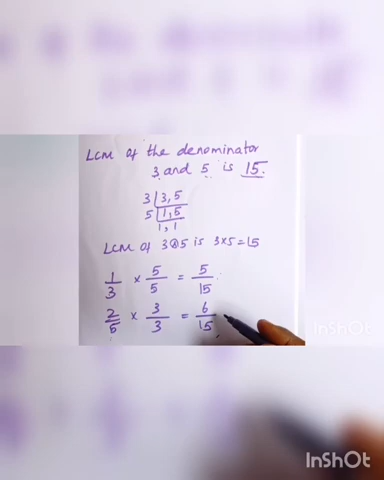 LCM of the denominator
3 and 5 is 15.
3 | 3, 5
5 | 1, 5
1, 1
LCM of 3 & 5 is 3×5=15
1/3 × 5/5 = 5/15
2/5 × 3/3 = 6/15
InShOt
InShOt